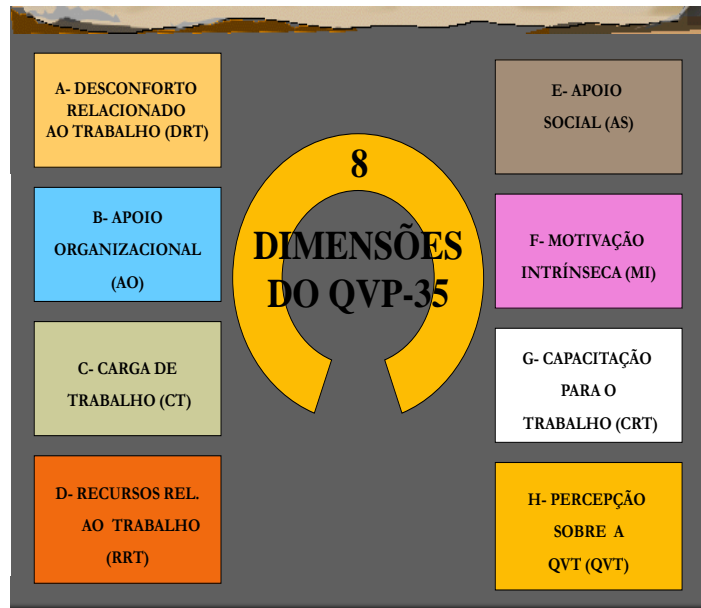 A- DESCONFORTO
RELACIONADO
AO TRABALHO (DRT)
B- APOIO
ORGANIZACIONAL
(AO)
C- CARGA DE
TRABALHO (CT)
D- RECURSOS REL.
AO TRABALHO
(RRT)
8
DIMENSÕES
DO QVP-35
E- APOIO
SOCIAL (AS)
F- MOTIVAÇÃO
INTRÍNSECA (MI)
G- CAPACITAÇÃO
PARA O
TRABALHO (CRT)
H- PERCEPÇÃO
SOBRE A
QVT (QVT)